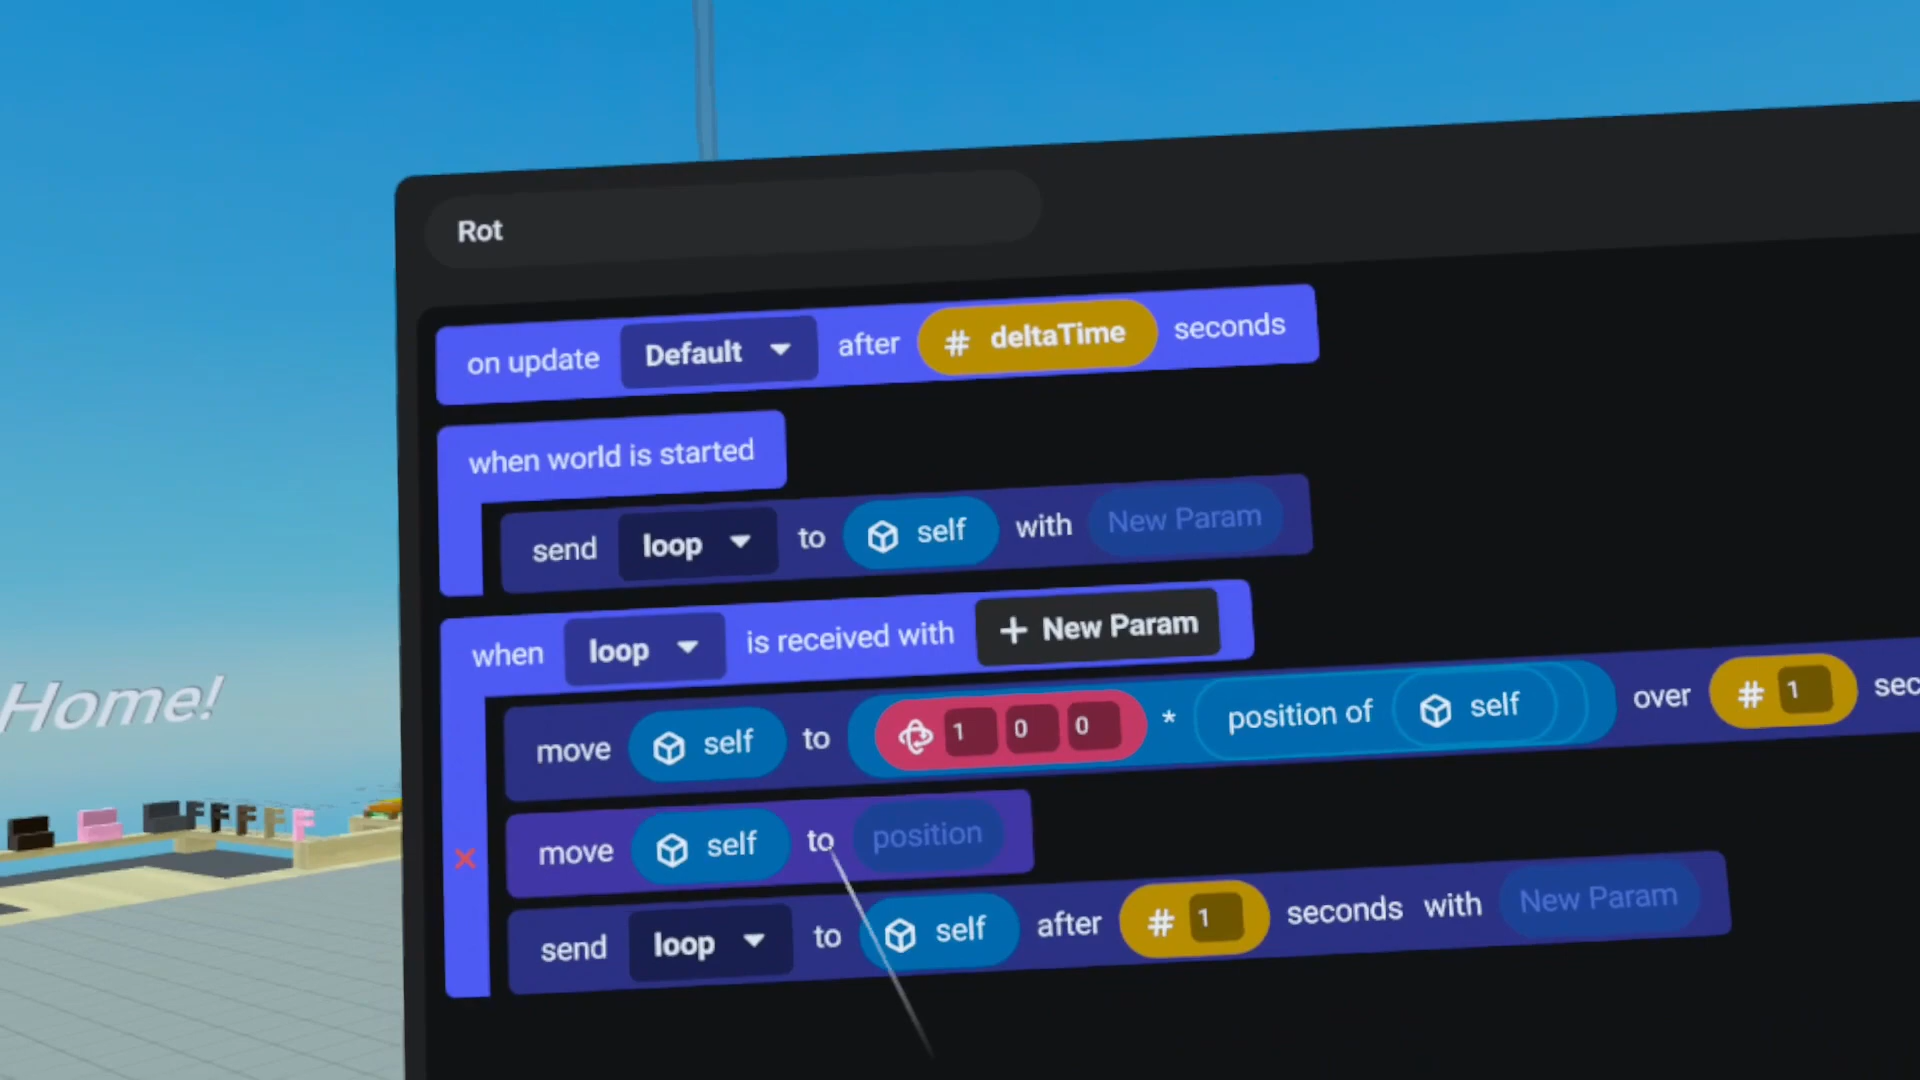 Rot
on update Default after # deltaTime seconds
when world is started
send loop to self with New Param
when loop is received with + New Param
move self to 1 0 0 * position of self over # 1 sec
move self to position
send loop to self after # 1 seconds with New Param
Home!
FFFFF